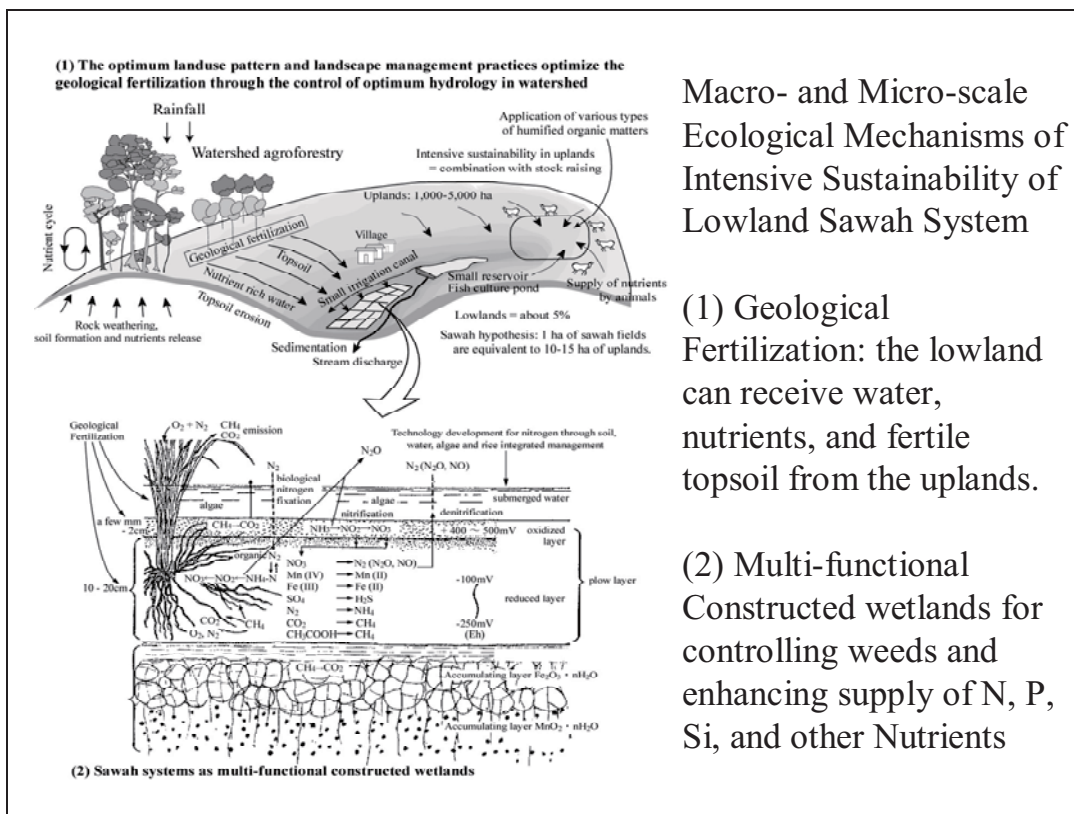 (1) The optimum landuse pattern and landscape management practices optimize the
geological fertilization through the control of optimum hydrology in watershed
Rainfall
Watershed agroforestry
Application of various types
of humified organic matters
Intensive sustainability in uplands
= combination with stock raising
Uplands: 1,000-5,000 ha
Nutrient cycle
Geological fertilization
Village
Topsoil
Small irrigation canal
Nutrient rich water
Topsoil erosion
Small reservoir
Fish culture pond
Supply of nutrients
by animals
Rock weathering,
soil formation and nutrients release
Lowlands = about 5%
Sawah hypothesis: 1 ha of sawah fields
are equivalent to 10-15 ha of uplands.
Sedimentation
Stream discharge
Geological
Fertilization
O2 + N2
CH4
CO2
emission
N2O
Technology development for nitrogen through soil,
water, algae and rice integrated management
N2
biological
nitrogen
fixation
N2 (N2O, NO)
algae
algae
submerged water
nitrification
denitrification
a few mm
- 2cm
CH4→CO2
NH3→NO2→NO3
+ 400 ~ 500mV
oxidized
layer
organic N2
10 - 20cm
NO3←NO2←NH4-N
NO3 → N2 (N2O, NO)
Mn (IV) → Mn (II)
Fe (III) → Fe (II)
SO4 → H2S
N2 → NH4
CO2 → CH4
CH3COOH → CH4
-100mV
reduced layer
-250mV
(Eh)
plow layer
CO2
CH4
O2, N2
CH4→CO2
Accumulating layer Fe2O3 • nH2O
Accumulating layer MnO2 • nH2O
(2) Sawah systems as multi-functional constructed wetlands
Macro- and Micro-scale
Ecological Mechanisms of
Intensive Sustainability of
Lowland Sawah System
(1) Geological
Fertilization: the lowland
can receive water,
nutrients, and fertile
topsoil from the uplands.
(2) Multi-functional
Constructed wetlands for
controlling weeds and
enhancing supply of N, P,
Si, and other Nutrients